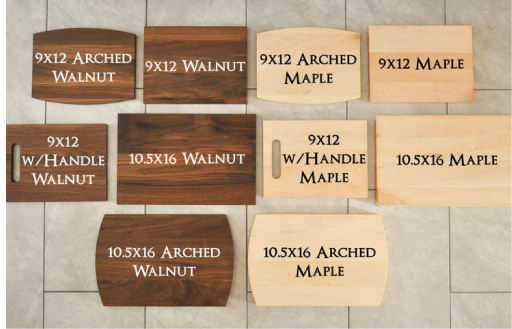 9x12 Arched
Walnut
9x12 Walnut
9x12 Arched
Maple
9x12 Maple
9x12
w/Handle
Walnut
10.5x16 Walnut
9x12
w/Handle
Maple
10.5x16 Maple
10.5x16 Arched
Walnut
10.5x16 Arched
Maple